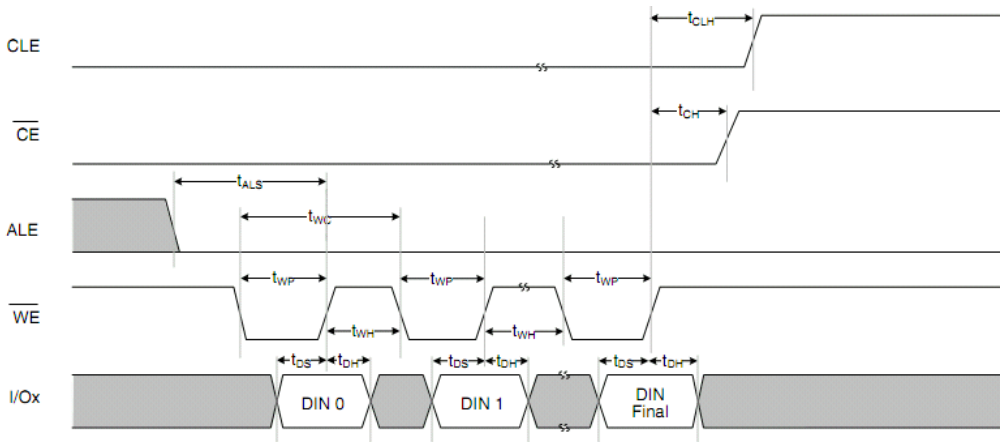 CLE
tCLH
CE
tCH
tALS
ALE
tWC
WE
tWP tWP tWP
tWH tWH
tDS tDH tDS tDH tDS tDH
I/Ox
DIN 0
DIN 1
DIN
Final